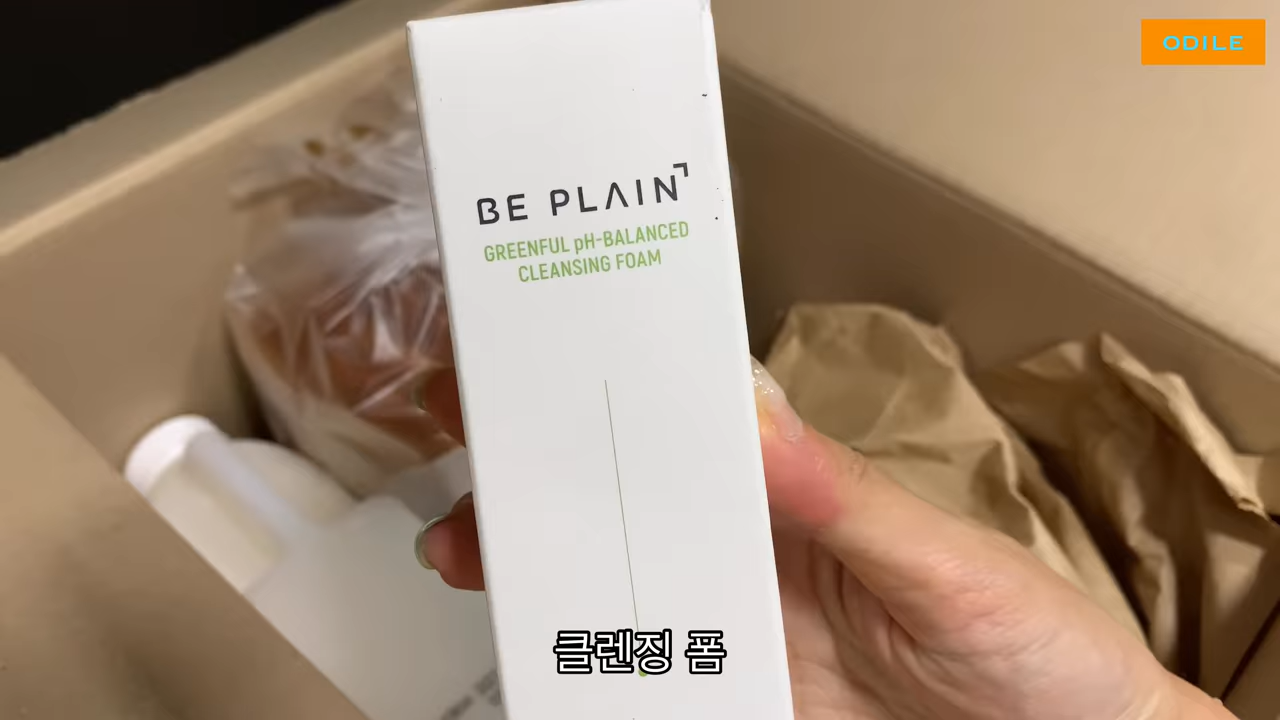 ODILE
BE PLAIN
GREENFUL pH-BALANCED
CLEANSING FOAM
클렌징 폼